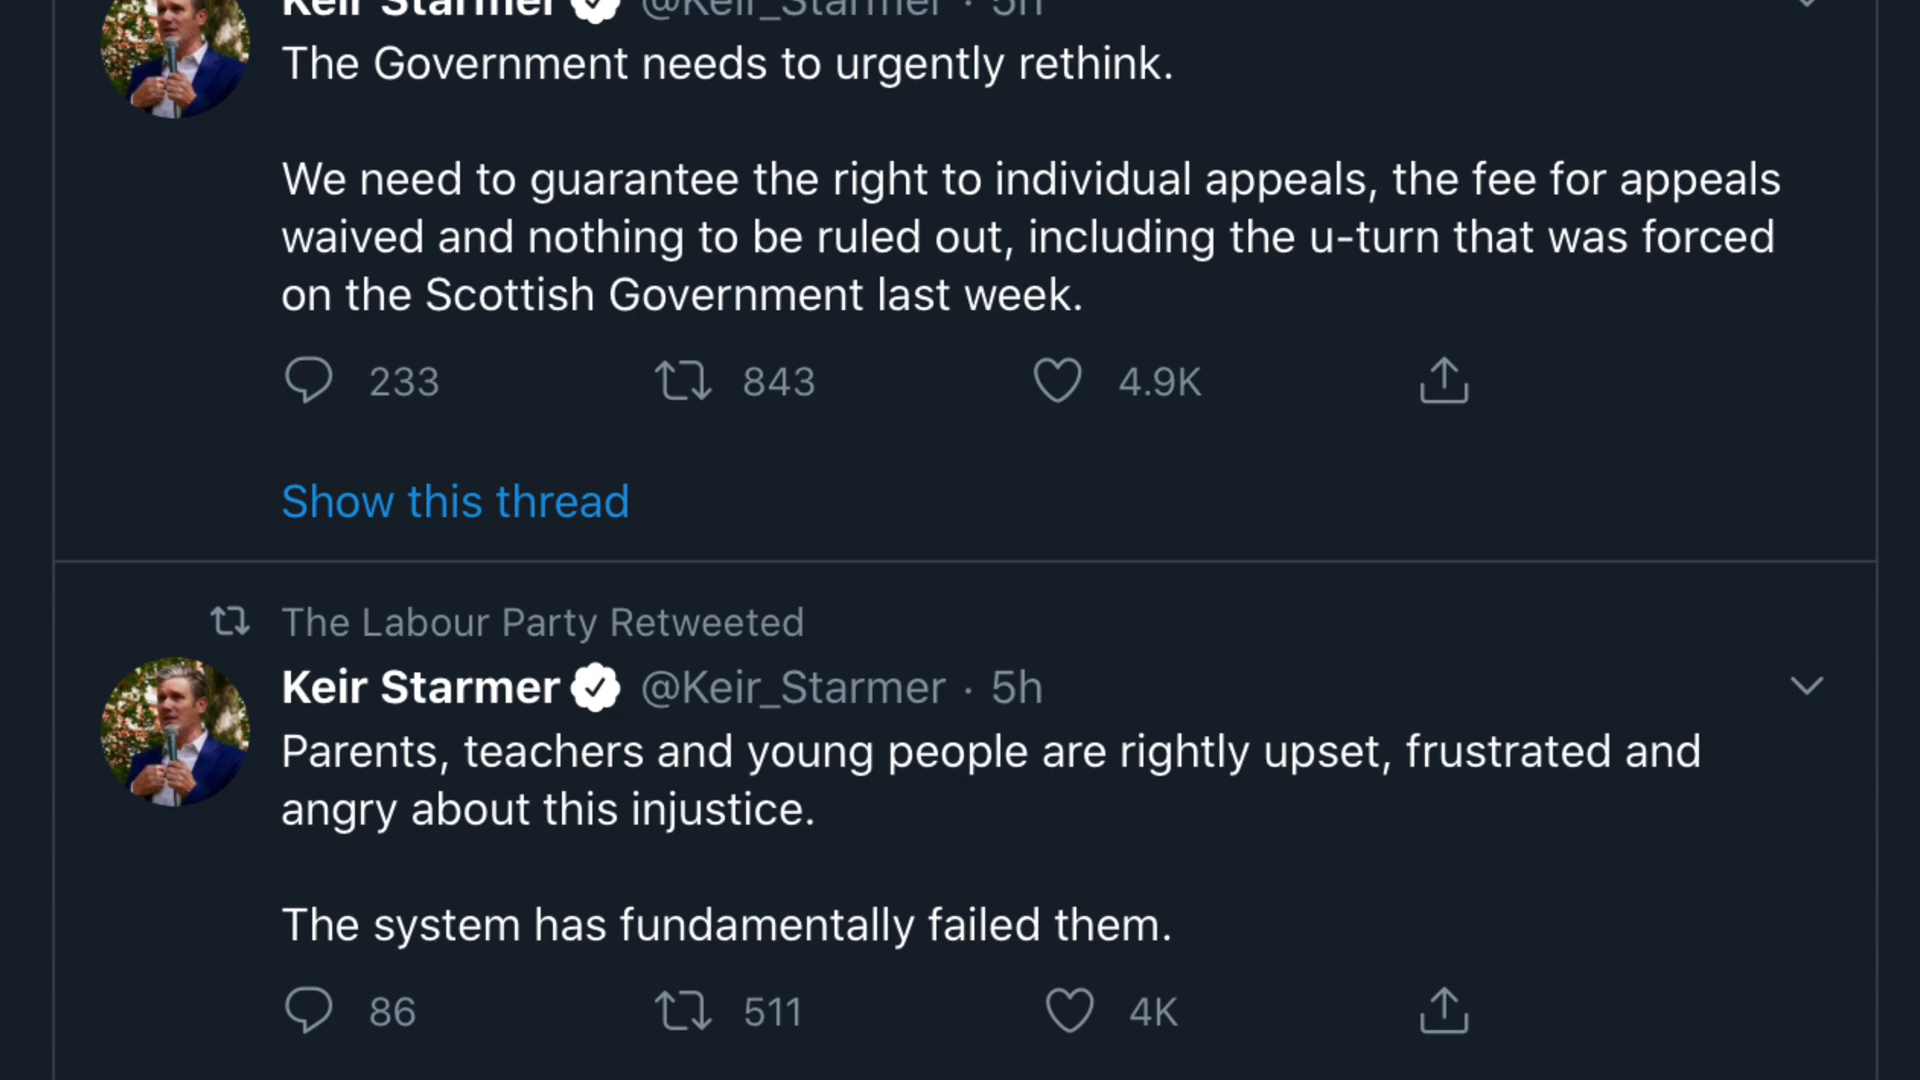 Keir Starmer @Keir_Starmer · 5h
The Government needs to urgently rethink.
We need to guarantee the right to individual appeals, the fee for appeals
waived and nothing to be ruled out, including the u-turn that was forced
on the Scottish Government last week.
233 843 4.9K
Show this thread
The Labour Party Retweeted
Keir Starmer @Keir_Starmer · 5h
Parents, teachers and young people are rightly upset, frustrated and
angry about this injustice.
The system has fundamentally failed them.
86 511 4K